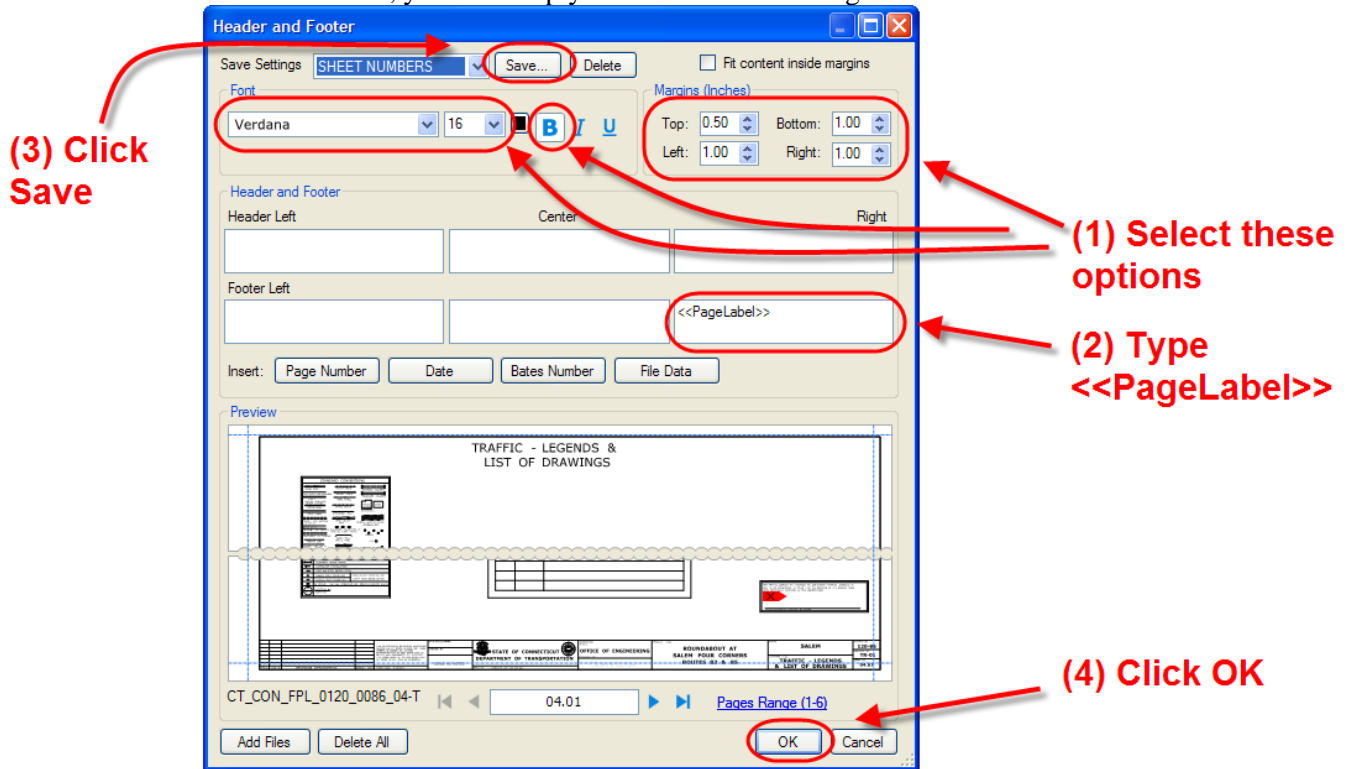 Header and Footer
Save Settings SHEET NUMBERS Save... Delete Fit content inside margins
Font Margins (Inches)
Verdana 16 B I U Top: 0.50 Bottom: 1.00
Left: 1.00 Right: 1.00
(3) Click
Save
Header and Footer
Header Left Center Right
(1) Select these
options
Footer Left
<<PageLabel>>
(2) Type
<<PageLabel>>
Insert: Page Number Date Bates Number File Data
Preview
TRAFFIC - LEGENDS &
LIST OF DRAWINGS
STATE OF CONNECTICUT
DEPARTMENT OF TRANSPORTATION
OFFICE OF ENGINEERING
ROUNDABOUT AT
SALEM FOUR CORNERS
ROUTES 82 & 85
SALEM
TRAFFIC - LEGENDS
& LIST OF DRAWINGS
04.01
CT_CON_FPL_0120_0086_04-T 04.01 Pages Range (1-6)
(4) Click OK
Add Files Delete All OK Cancel